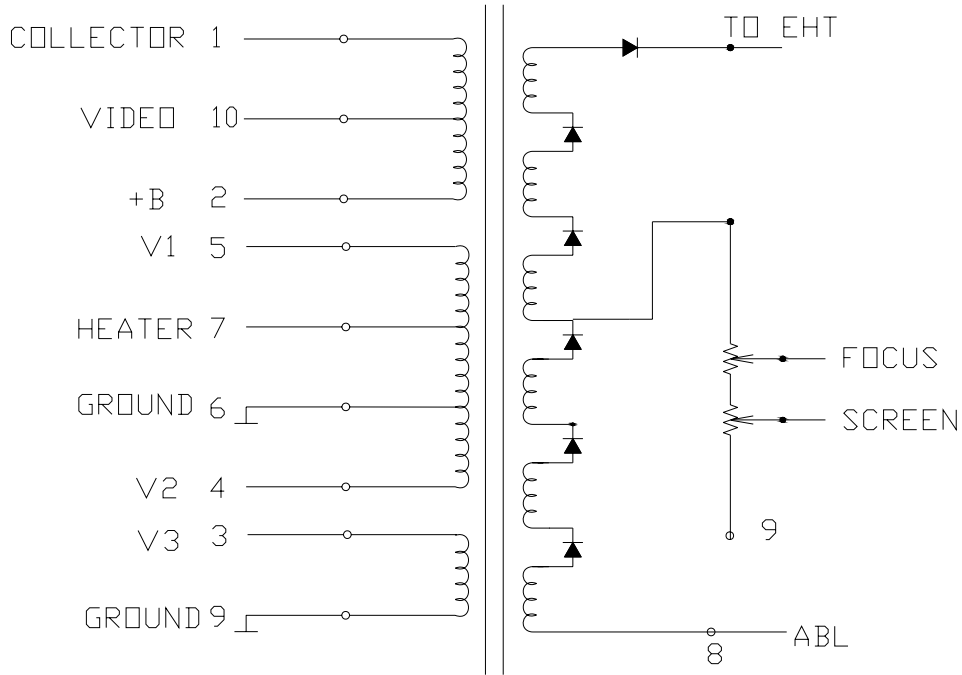 COLLECTOR 1
VIDEO 10
+B 2
V1 5
HEATER 7
GROUND 6
V2 4
V3 3
GROUND 9
TO EHT
FOCUS
SCREEN
9
ABL
8